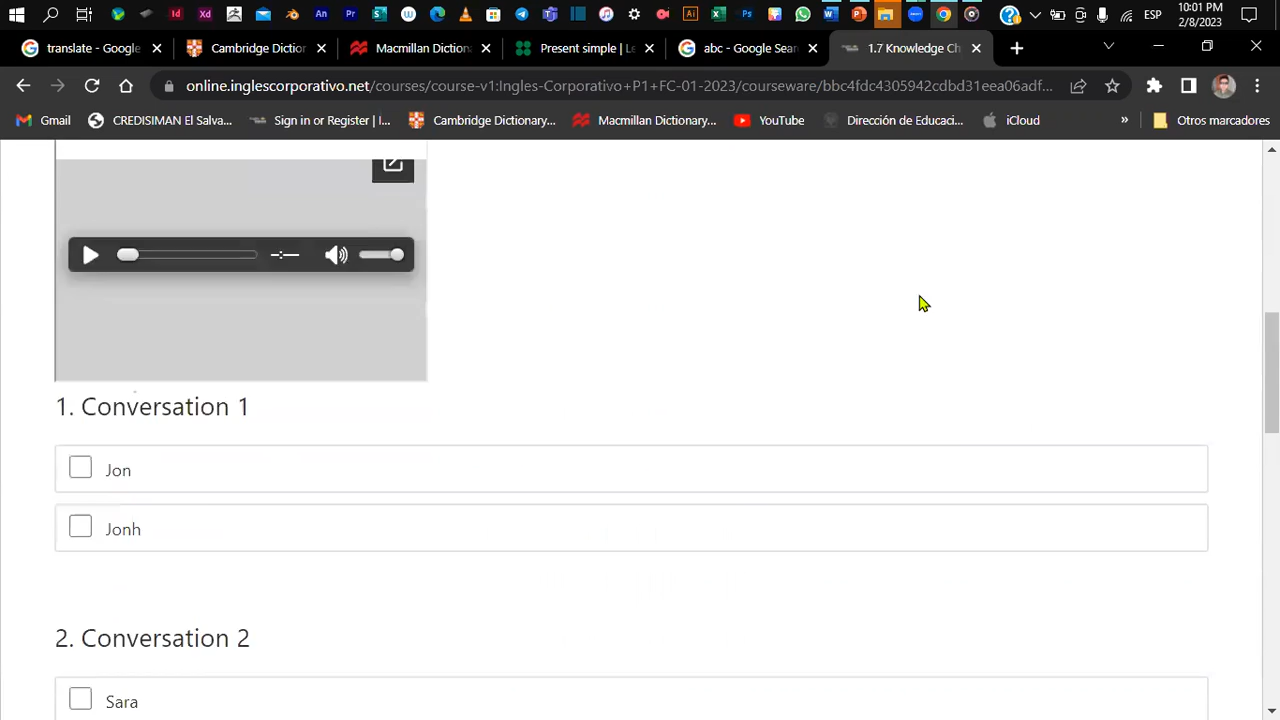 ESP
10:81 PM
2/8/2023
translate - Google
Cambridge Dictior
Macmillan Dictiona
Present simple | Le
abc - Google Sear
1.7 Knowledge Ch
online.inglescorporativo.net/courses/course-v1:Ingles-Corporativo+P1+FC-01-2023/courseware/bbc4fdc4305942cdbd31eea06adf...
Gmail
CREDISIMAN El Salva...
Sign in or Register | I...
Cambridge Dictionary...
Macmillan Dictionary...
YouTube
Dirección de Educaci...
iCloud
»
Otros marcadores
-:--
1. Conversation 1
Jon
Jonh
2. Conversation 2
Sara